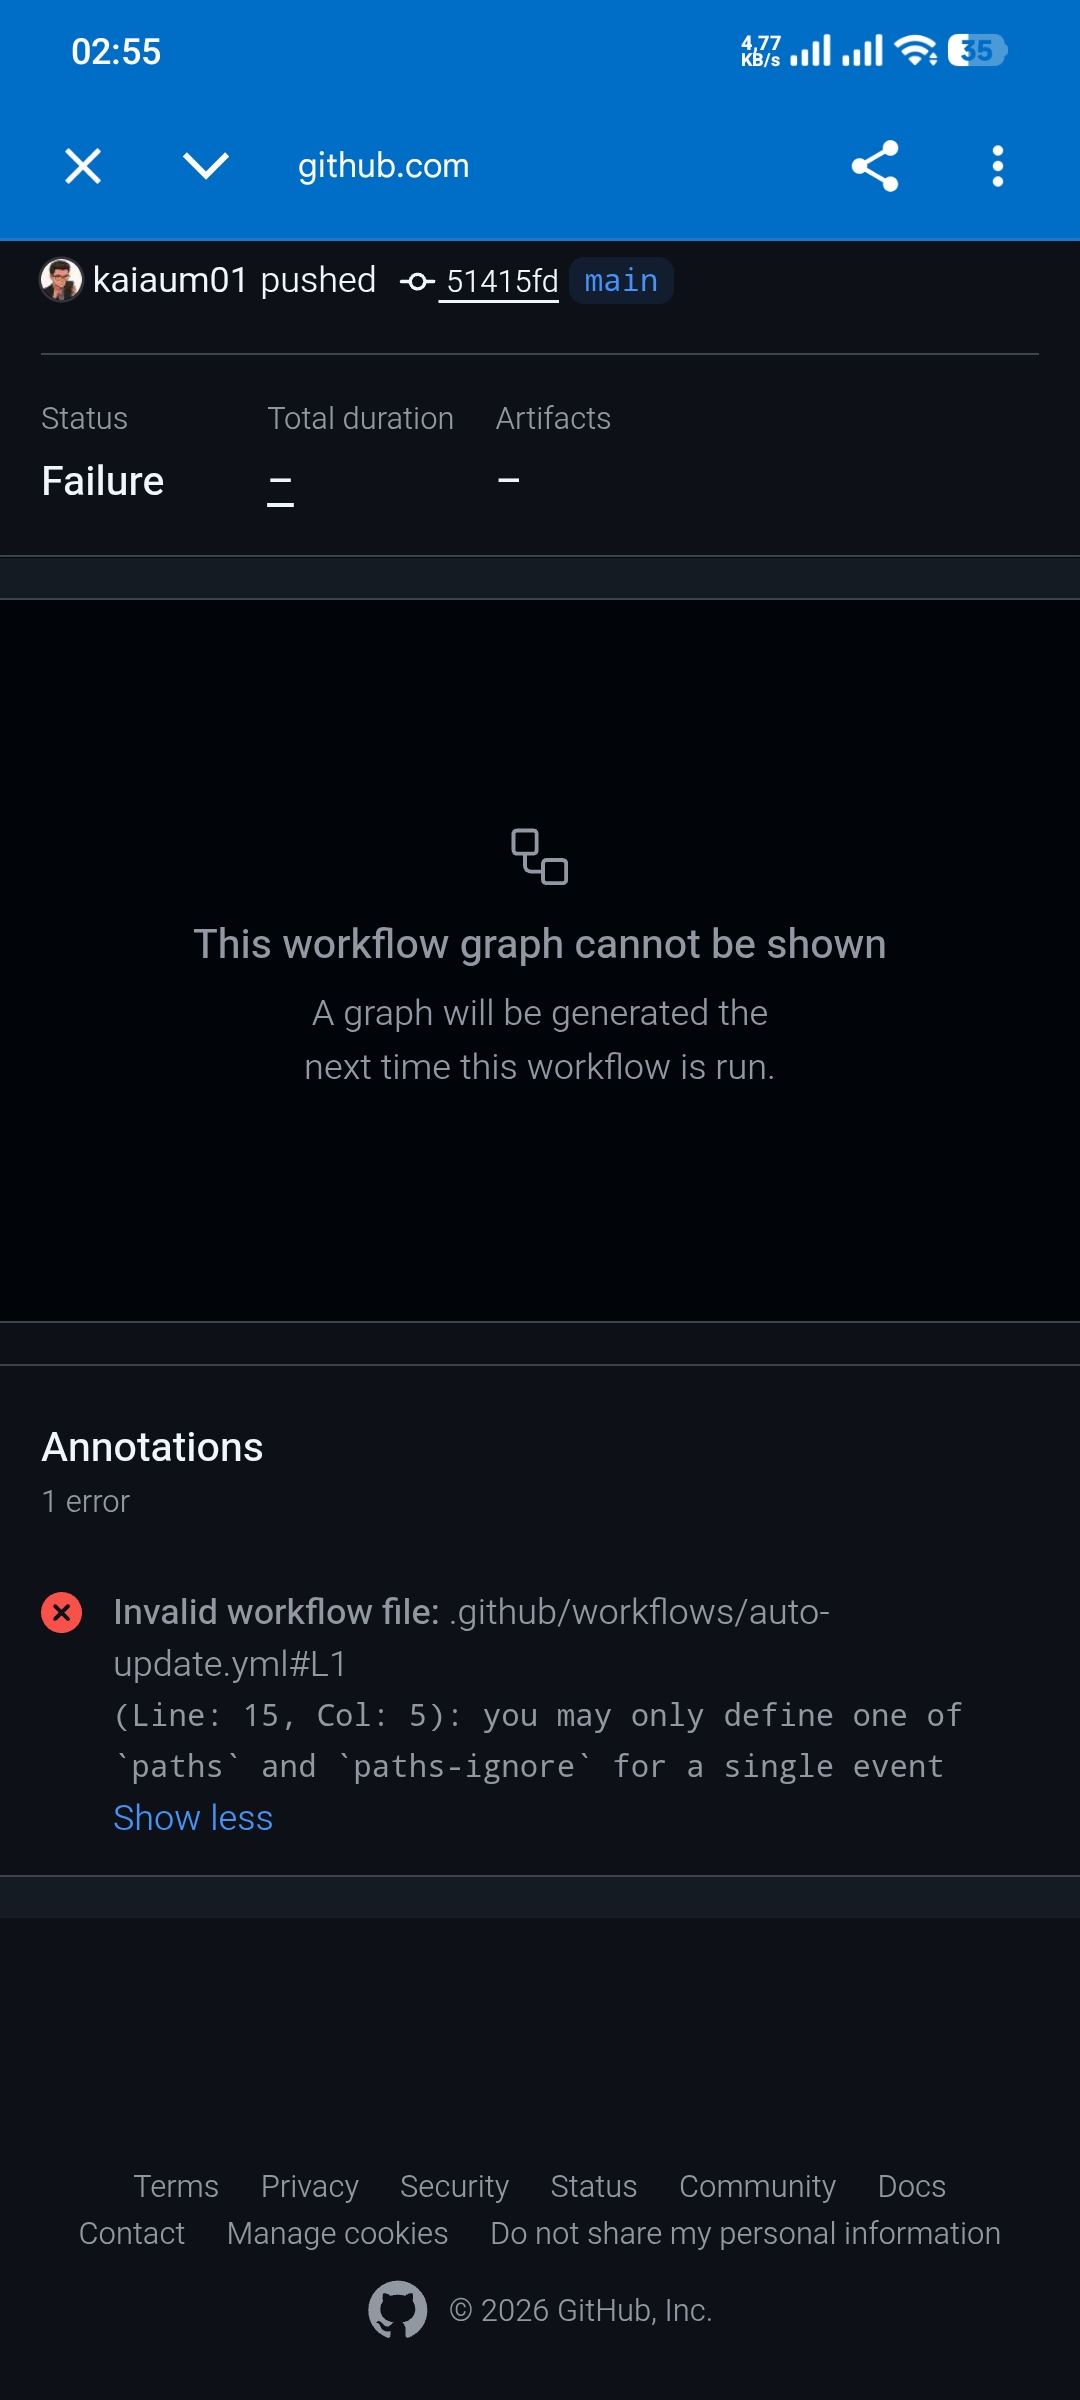 02:55
4,77
KB/s
35
github.com
kaiaum01 pushed 51415fd main
Status Total duration Artifacts
Failure – –
This workflow graph cannot be shown
A graph will be generated the
next time this workflow is run.
Annotations
1 error
Invalid workflow file: .github/workflows/auto-
update.yml#L1
(Line: 15, Col: 5): you may only define one of
`paths` and `paths-ignore` for a single event
Show less
Terms Privacy Security Status Community Docs
Contact Manage cookies Do not share my personal information
© 2026 GitHub, Inc.